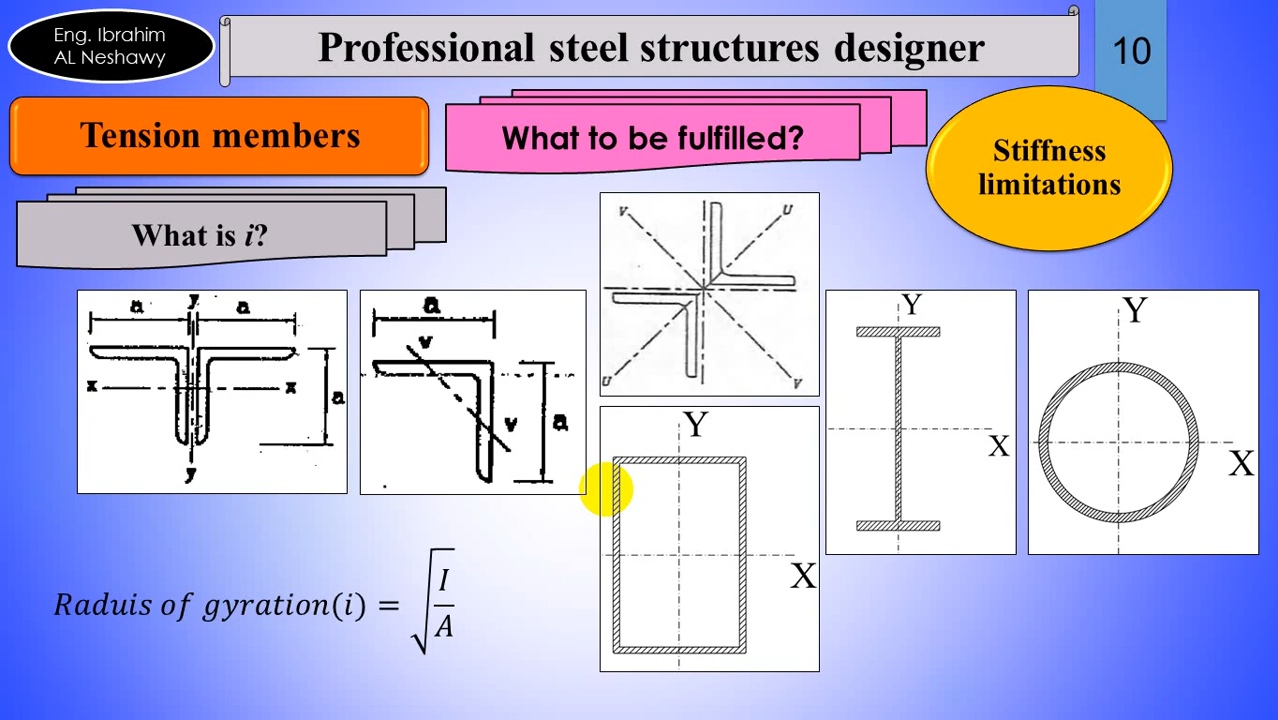 Eng. Ibrahim
AL Neshawy
Professional steel structures designer
10
Tension members
What to be fulfilled?
Stiffness
limitations
What is i?
a
y
a
x
x
a
y
a
v
v
a
V
U
U
V
Y
X
Y
X
Y
X
Raduis of gyration(i) = √(I/A)